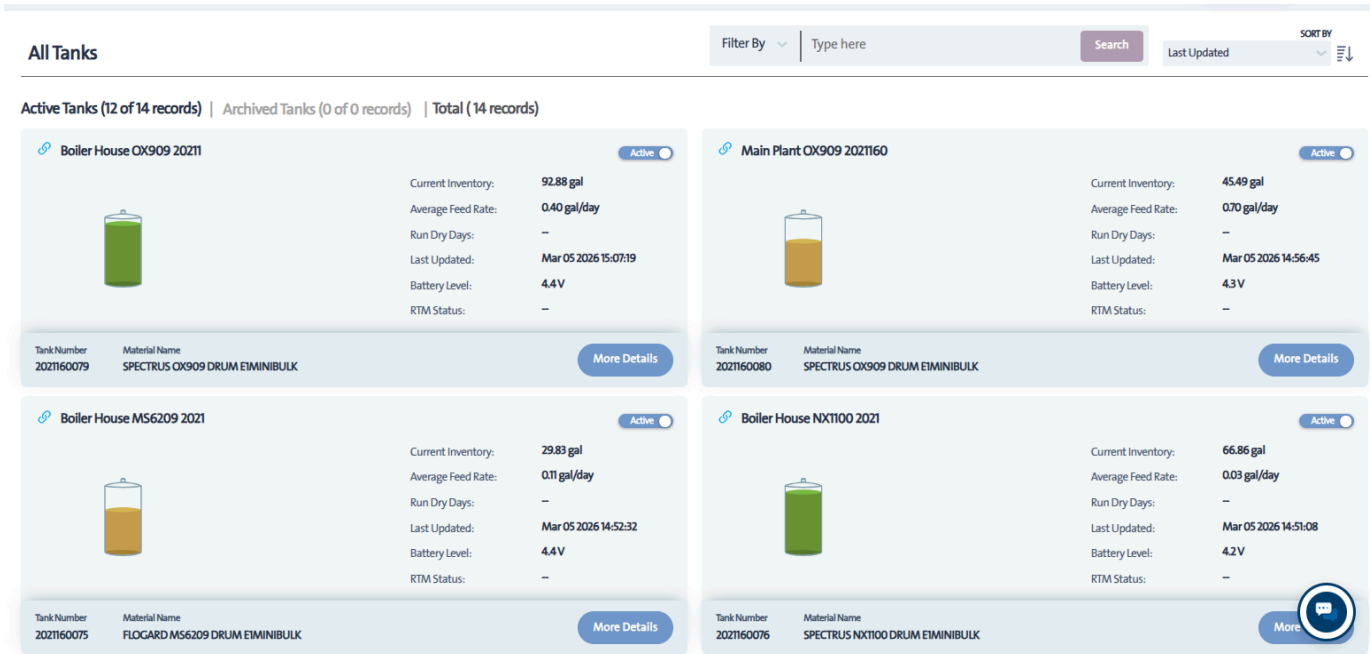 SORT BY
All Tanks
Filter By
Type here
Search
Last Updated
Active Tanks (12 of 14 records) | Archived Tanks (0 of 0 records) | Total ( 14 records)
Boiler House OX909 20211
Active
Current Inventory: 92.88 gal
Average Feed Rate: 0.40 gal/day
Run Dry Days: --
Last Updated: Mar 05 2026 15:07:19
Battery Level: 4.4 V
RTM Status: --
Tank Number
2021160079
Material Name
SPECTRUS OX909 DRUM E1MINIBULK
More Details
Main Plant OX909 2021160
Active
Current Inventory: 45.49 gal
Average Feed Rate: 0.70 gal/day
Run Dry Days: --
Last Updated: Mar 05 2026 14:56:45
Battery Level: 4.3 V
RTM Status: --
Tank Number
2021160080
Material Name
SPECTRUS OX909 DRUM E1MINIBULK
More Details
Boiler House MS6209 2021
Active
Current Inventory: 29.83 gal
Average Feed Rate: 0.11 gal/day
Run Dry Days: --
Last Updated: Mar 05 2026 14:52:32
Battery Level: 4.4 V
RTM Status: --
Tank Number
2021160075
Material Name
FLOGARD MS6209 DRUM E1MINIBULK
More Details
Boiler House NX1100 2021
Active
Current Inventory: 66.86 gal
Average Feed Rate: 0.03 gal/day
Run Dry Days: --
Last Updated: Mar 05 2026 14:51:08
Battery Level: 4.2 V
RTM Status: --
Tank Number
2021160076
Material Name
SPECTRUS NX1100 DRUM E1MINIBULK
More